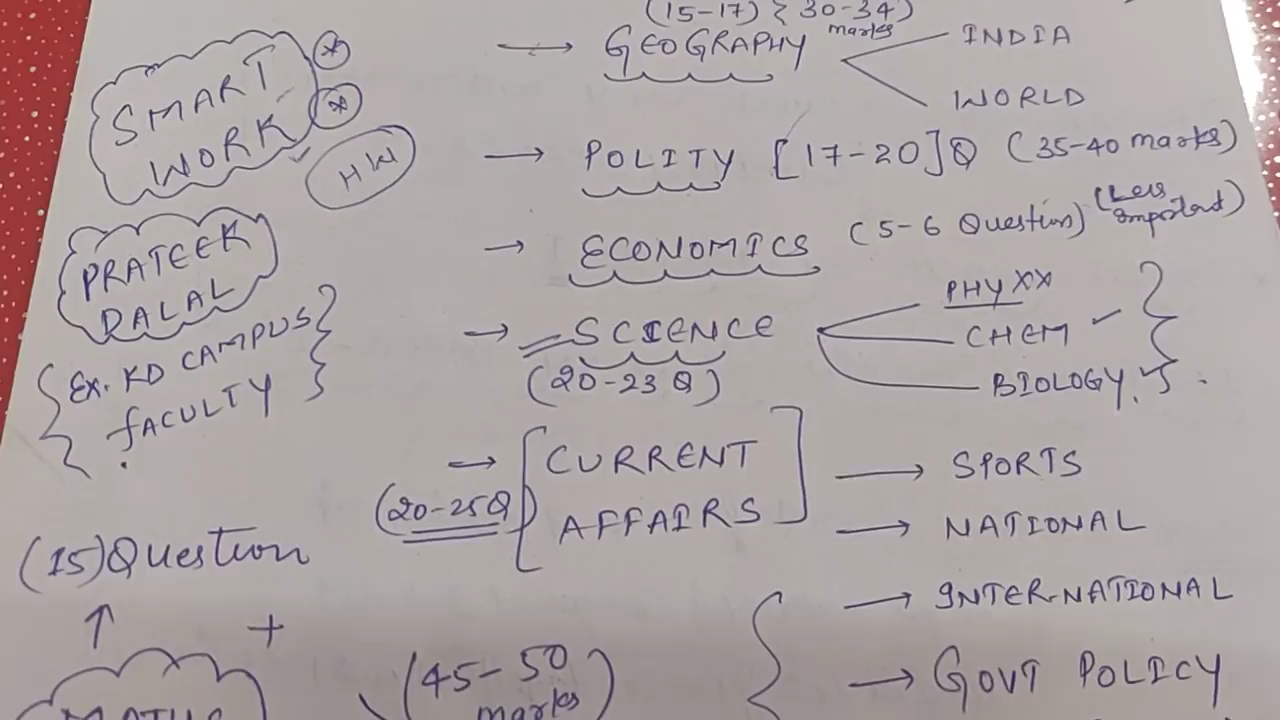 (15-17) ⟹ 30-34)
marks
→ GEOGRAPHY
INDIA
WORLD
SMART
WORK
HW
→ POLITY [17-20]Q (35-40 marks)
→ ECONOMICS (5-6 Question) (Less
important)
PRATEEK
DALAL
{Ex. KD CAMPUS
FACULTY}
→ SCIENCE
(20-23 Q)
PHY XX
CHEM ✓
BIOLOGY ✓
→ [CURRENT
AFFAIRS]
(20-25Q)
→ SPORTS
→ NATIONAL
→ INTERNATIONAL
→ GOVT POLICY
(15) Question
↑ +
MATHS
(45-50
marks)